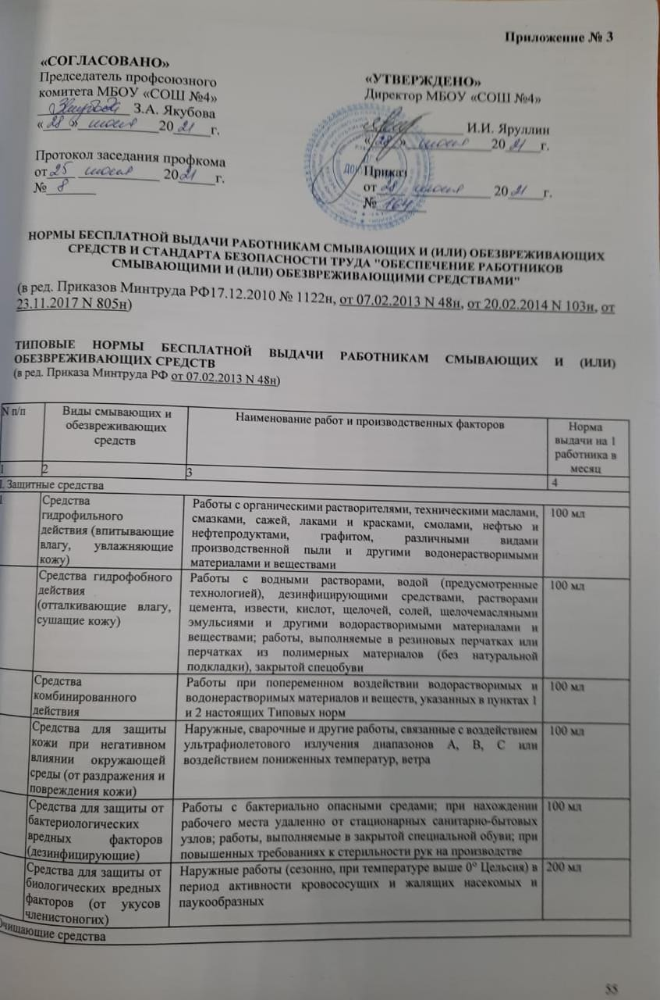 Приложение № 3
«СОГЛАСОВАНО»
Председатель профсоюзного
комитета МБОУ «СОШ №4»
З.А. Якубова
«28» июня 2021г.
Протокол заседания профкома
от 25 июня 2021г.
№ 8
«УТВЕРЖДЕНО»
Директор МБОУ «СОШ №4»
И.И. Яруллин
«28» июня 2021г.
Приказ
от 28 июня 2021г.
№ 164
НОРМЫ БЕСПЛАТНОЙ ВЫДАЧИ РАБОТНИКАМ СМЫВАЮЩИХ И (ИЛИ) ОБЕЗВРЕЖИВАЮЩИХ
СРЕДСТВ И СТАНДАРТА БЕЗОПАСНОСТИ ТРУДА "ОБЕСПЕЧЕНИЕ РАБОТНИКОВ
СМЫВАЮЩИМИ И (ИЛИ) ОБЕЗВРЕЖИВАЮЩИМИ СРЕДСТВАМИ"
(в ред. Приказов Минтруда РФ17.12.2010 № 1122н, от 07.02.2013 N 48н, от 20.02.2014 N 103н, от
23.11.2017 N 805н)
ТИПОВЫЕ НОРМЫ БЕСПЛАТНОЙ ВЫДАЧИ РАБОТНИКАМ СМЫВАЮЩИХ И (ИЛИ)
ОБЕЗВРЕЖИВАЮЩИХ СРЕДСТВ
(в ред. Приказа Минтруда РФ от 07.02.2013 N 48н)
N п/п
Виды смывающих и
обезвреживающих
средств
Наименование работ и производственных факторов
Норма
выдачи на 1
работника в
месяц
1
2
3
4
I. Защитные средства
1
Средства
гидрофильного
действия (впитывающие
влагу, увлажняющие
кожу)
Работы с органическими растворителями, техническими маслами,
смазками, сажей, лаками и красками, смолами, нефтью и
нефтепродуктами, графитом, различными видами
производственной пыли и другими водонерастворимыми
материалами и веществами
100 мл
Средства гидрофобного
действия
(отталкивающие влагу,
сушащие кожу)
Работы с водными растворами, водой (предусмотренные
технологией), дезинфицирующими средствами, растворами
цемента, извести, кислот, щелочей, солей, щелочемасляными
эмульсиями и другими водорастворимыми материалами и
веществами; работы, выполняемые в резиновых перчатках или
перчатках из полимерных материалов (без натуральной
подкладки), закрытой спецобуви
100 мл
Средства
комбинированного
действия
Работы при попеременном воздействии водорастворимых и
водонерастворимых материалов и веществ, указанных в пунктах 1
и 2 настоящих Типовых норм
100 мл
Средства для защиты
кожи при негативном
влиянии окружающей
среды (от раздражения и
повреждения кожи)
Наружные, сварочные и другие работы, связанные с воздействием
ультрафиолетового излучения диапазонов А, В, С или
воздействием пониженных температур, ветра
100 мл
Средства для защиты от
бактериологических
вредных факторов
(дезинфицирующие)
Работы с бактериально опасными средами; при нахождении
рабочего места удаленно от стационарных санитарно-бытовых
узлов; работы, выполняемые в закрытой специальной обуви; при
повышенных требованиях к стерильности рук на производстве
100 мл
Средства для защиты от
биологических вредных
факторов (от укусов
членистоногих)
Наружные работы (сезонно, при температуре выше 0° Цельсия) в
период активности кровососущих и жалящих насекомых и
паукообразных
200 мл
Очищающие средства
55